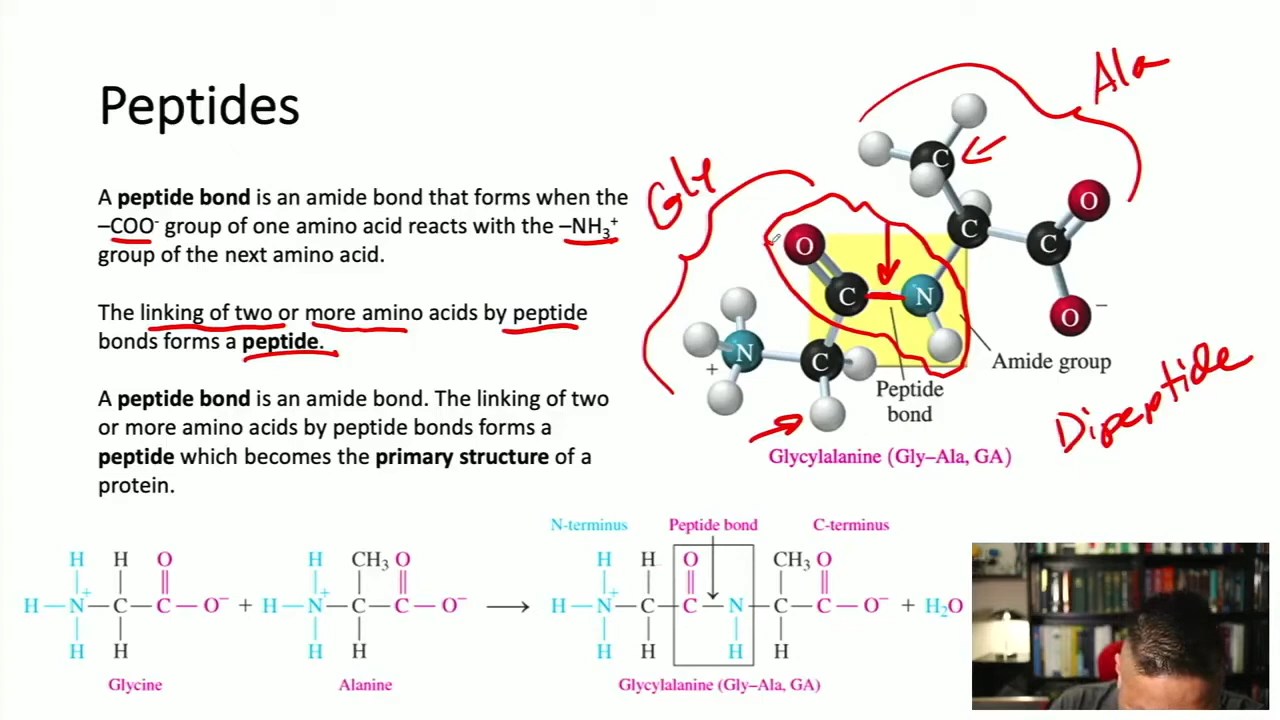 Peptides
A peptide bond is an amide bond that forms when the
–COO⁻ group of one amino acid reacts with the –NH₃⁺
group of the next amino acid.
The linking of two or more amino acids by peptide
bonds forms a peptide.
A peptide bond is an amide bond. The linking of two
or more amino acids by peptide bonds forms a
peptide which becomes the primary structure of a
protein.
Ala
Gly
C
C
O
C
O
O –
O
C
N
N +
C
Peptide
bond
Amide group
Dipeptide
Glycylalanine (Gly–Ala, GA)
N-terminus Peptide bond C-terminus
H H O H CH₃ O H H O CH₃ O
H—N⁺—C—C—O⁻ + H—N⁺—C—C—O⁻ ⟶ H—N⁺—C—C—N—C—C—O⁻ + H₂O
H H H H H H H H
Glycine Alanine Glycylalanine (Gly–Ala, GA)